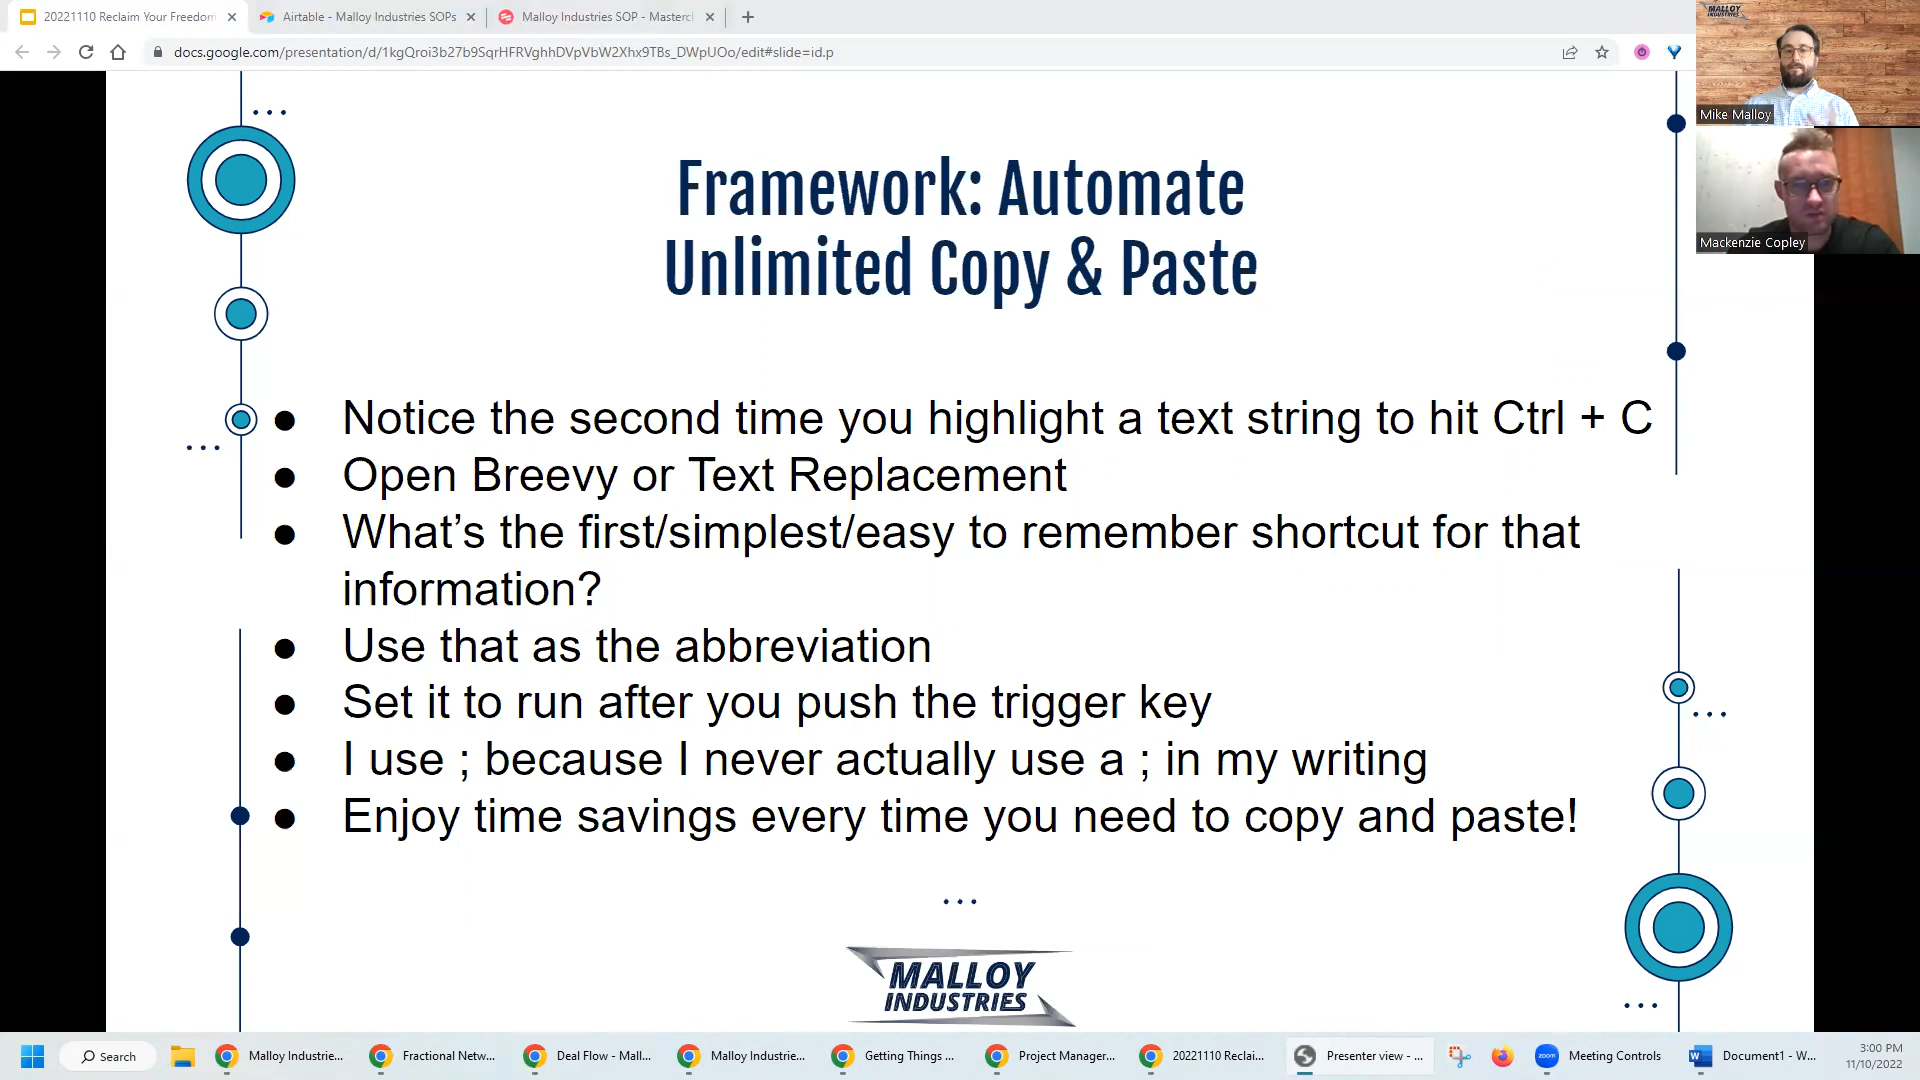 20221110 Reclaim Your Freedom
Airtable - Malloy Industries SOPs
Malloy Industries SOP - Mastercl
docs.google.com/presentation/d/1kgQroi3b27b9SqrHFRVghhDVpVbW2Xhx9TBs_DWpUOo/edit#slide=id.p
MALLOY
INDUSTRIES
Mike Malloy
Mackenzie Copley
Framework: Automate
Unlimited Copy & Paste
● Notice the second time you highlight a text string to hit Ctrl + C
● Open Breevy or Text Replacement
● What’s the first/simplest/easy to remember shortcut for that
information?
● Use that as the abbreviation
● Set it to run after you push the trigger key
● I use ; because I never actually use a ; in my writing
● Enjoy time savings every time you need to copy and paste!
MALLOY
INDUSTRIES
Search
Malloy Industrie...
Fractional Netw...
Deal Flow - Mall...
Malloy Industrie...
Getting Things ...
Project Manager...
20221110 Reclai...
Presenter view - ...
zoom
Meeting Controls
Document1 - W...
3:00 PM
11/10/2022